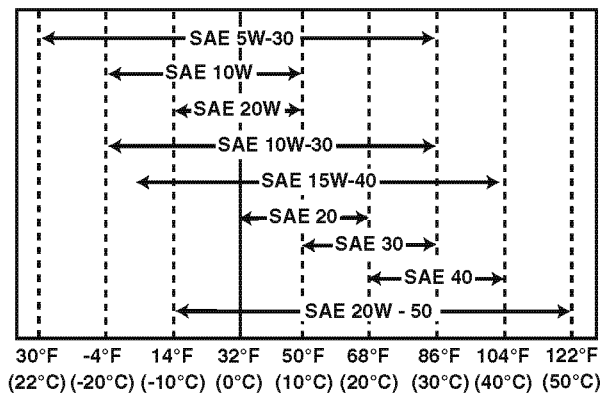 SAE 5W-30
SAE 10W
SAE 20W
SAE 10W-30
SAE 15W-40
SAE 20
SAE 30
SAE 40
SAE 20W - 50
30°F -4°F 14°F 32°F 50°F 68°F 86°F 104°F 122°F
(22°C) (-20°C) (-10°C) (0°C) (10°C) (20°C) (30°C) (40°C) (50°C)